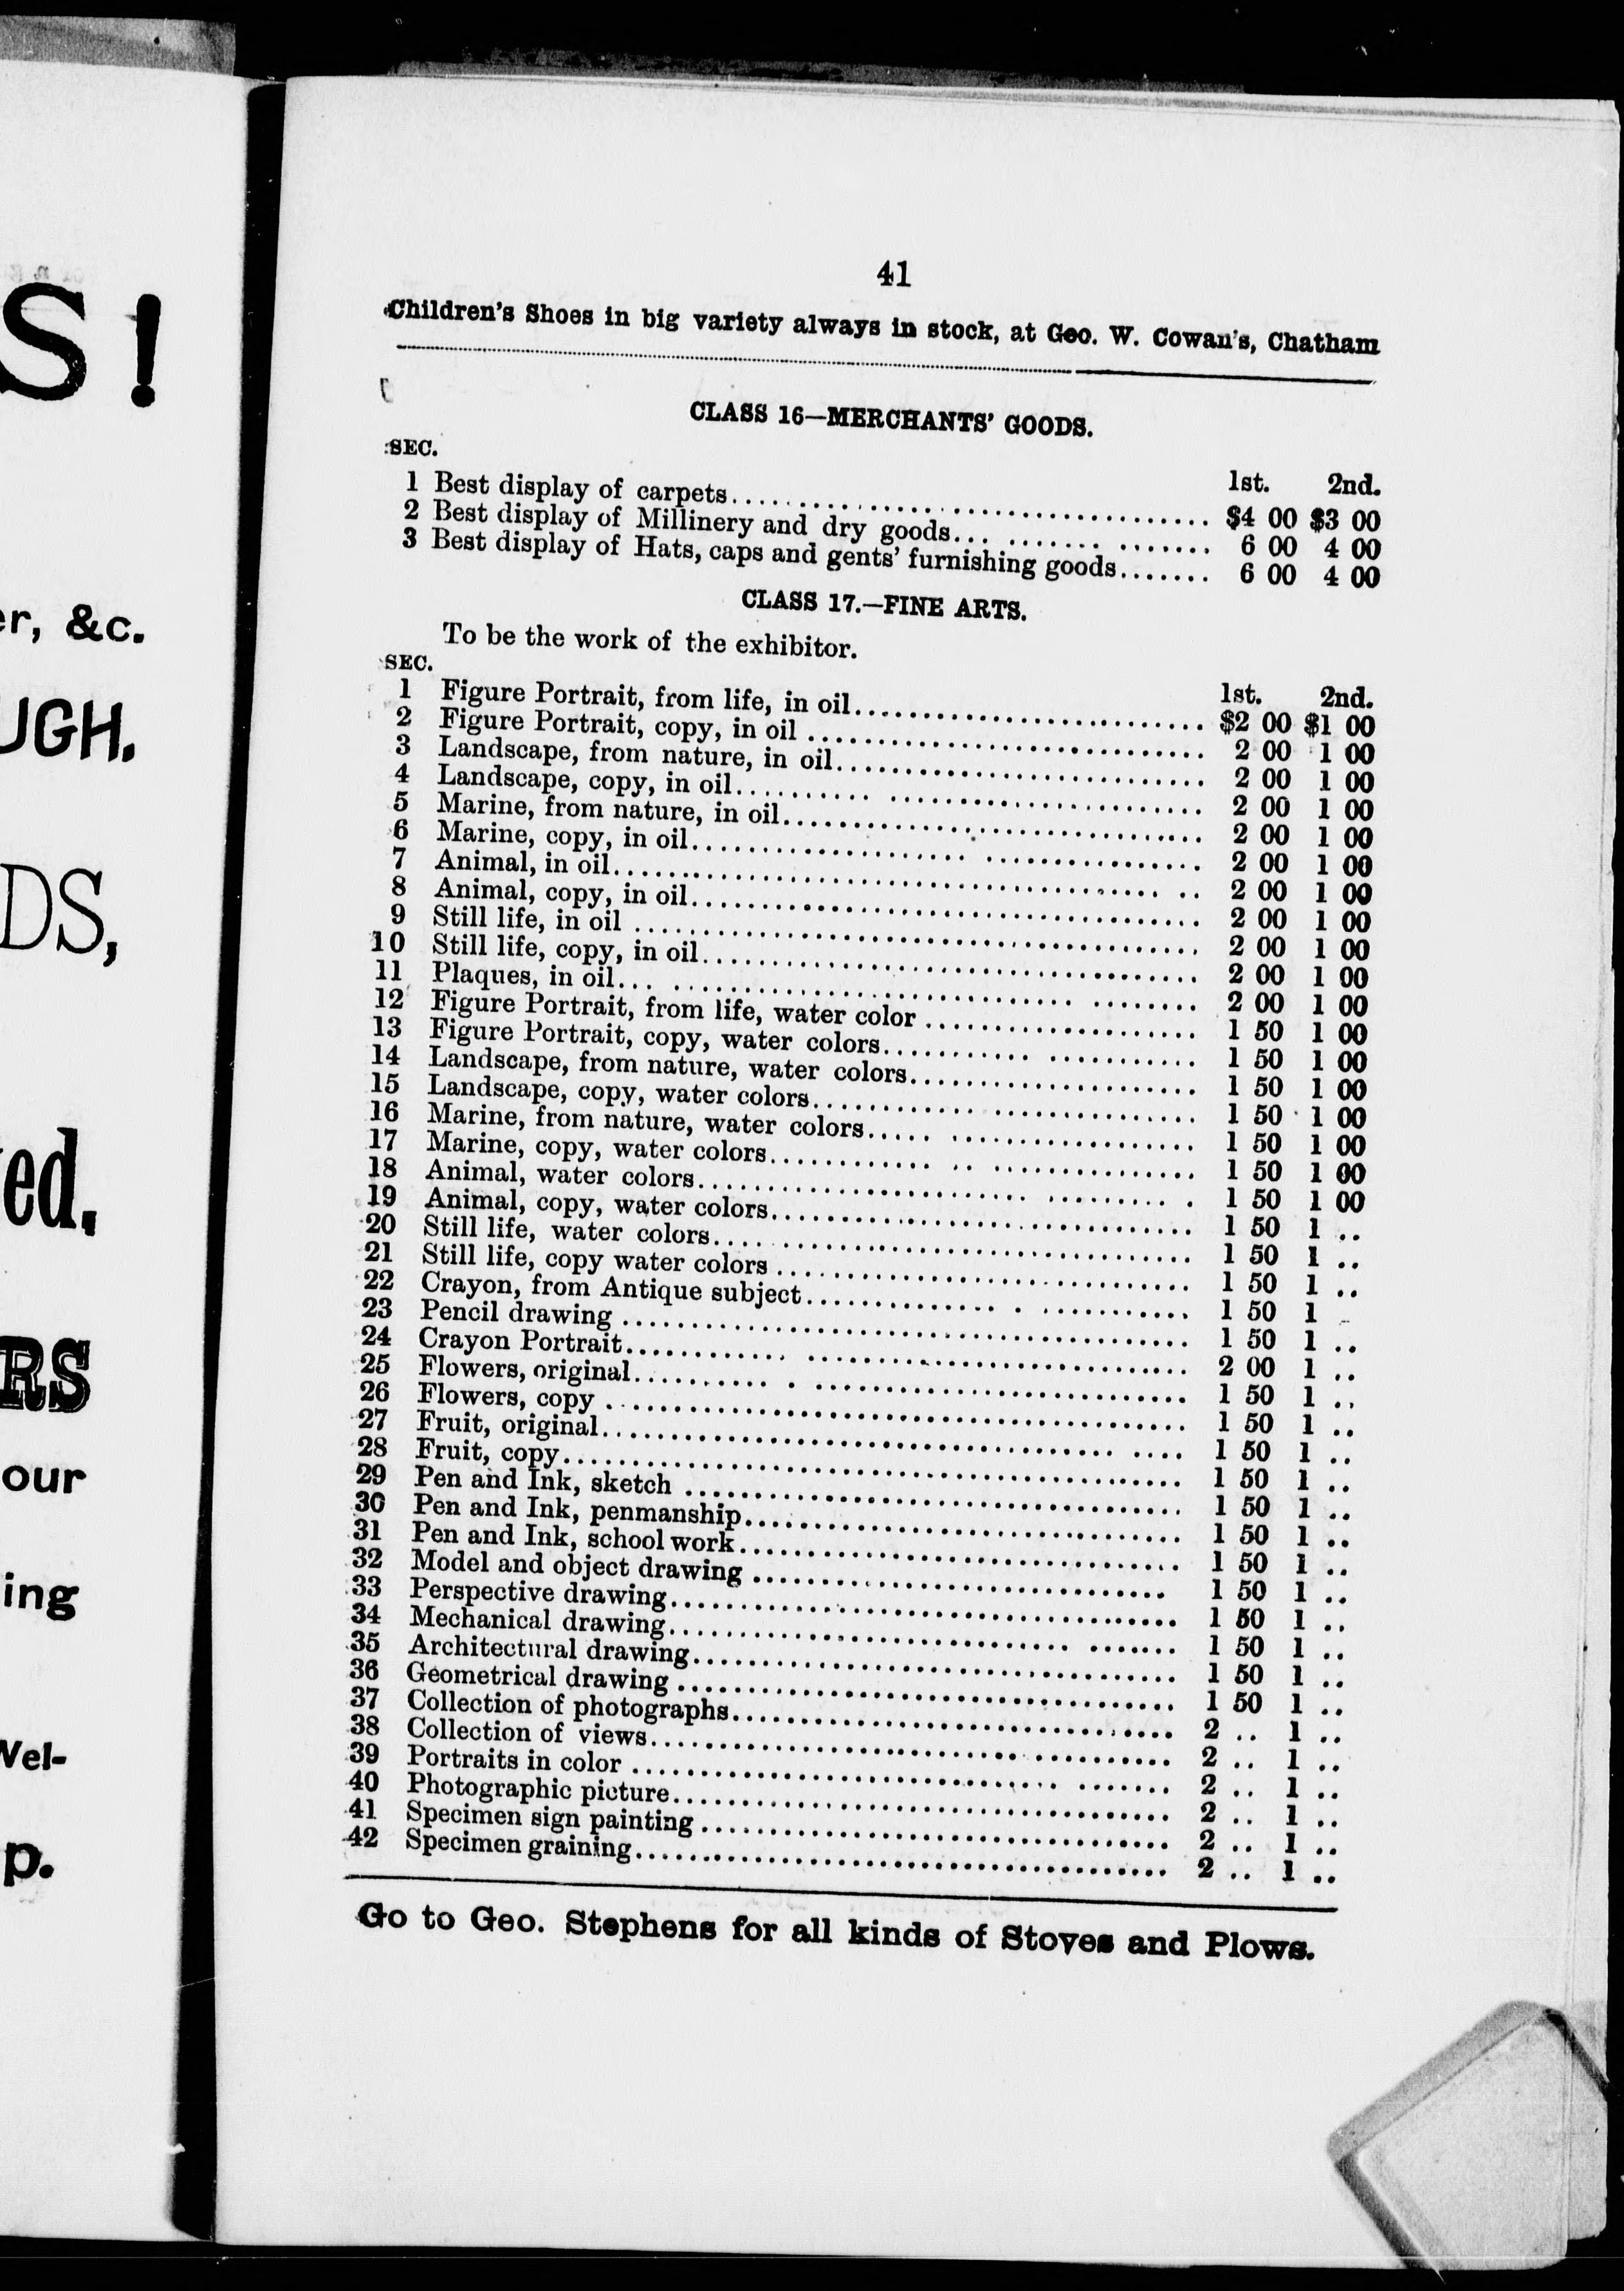 S!
er, &c.
UGH.
DS,
ed.
RS
our
ing
Wel-
p.
41
Children's Shoes in big variety always in stock, at Geo. W. Cowan's, Chatham
CLASS 16—MERCHANTS' GOODS.
SEC. 1st. 2nd.
1 Best display of carpets........ $4 00 $3 00
2 Best display of Millinery and dry goods........ 6 00 4 00
3 Best display of Hats, caps and gents' furnishing goods....... 6 00 4 00
CLASS 17.—FINE ARTS.
To be the work of the exhibitor.
SEC. 1st. 2nd.
1 Figure Portrait, from life, in oil........ $2 00 $1 00
2 Figure Portrait, copy, in oil ........ 2 00 1 00
3 Landscape, from nature, in oil........ 2 00 1 00
4 Landscape, copy, in oil........ 2 00 1 00
5 Marine, from nature, in oil........ 2 00 1 00
6 Marine, copy, in oil........ 2 00 1 00
7 Animal, in oil........ 2 00 1 00
8 Animal, copy, in oil........ 2 00 1 00
9 Still life, in oil ........ 2 00 1 00
10 Still life, copy, in oil........ 2 00 1 00
11 Plaques, in oil........ 2 00 1 00
12 Figure Portrait, from life, water color ........ 1 50 1 00
13 Figure Portrait, copy, water colors........ 1 50 1 00
14 Landscape, from nature, water colors........ 1 50 1 00
15 Landscape, copy, water colors........ 1 50 1 00
16 Marine, from nature, water colors........ 1 50 1 00
17 Marine, copy, water colors........ 1 50 1 00
18 Animal, water colors........ 1 50 1 00
19 Animal, copy, water colors........ 1 50 1 ..
20 Still life, water colors........ 1 50 1 ..
21 Still life, copy water colors ........ 1 50 1 ..
22 Crayon, from Antique subject........ 1 50 1 ..
23 Pencil drawing ........ 1 50 1 ..
24 Crayon Portrait........ 2 00 1 ..
25 Flowers, original........ 1 50 1 ..
26 Flowers, copy ........ 1 50 1 ..
27 Fruit, original........ 1 50 1 ..
28 Fruit, copy........ 1 50 1 ..
29 Pen and Ink, sketch ........ 1 50 1 ..
30 Pen and Ink, penmanship........ 1 50 1 ..
31 Pen and Ink, school work........ 1 50 1 ..
32 Model and object drawing ........ 1 50 1 ..
33 Perspective drawing........ 1 50 1 ..
34 Mechanical drawing........ 1 50 1 ..
35 Architectural drawing........ 1 50 1 ..
36 Geometrical drawing ........ 1 50 1 ..
37 Collection of photographs........ 2 .. 1 ..
38 Collection of views........ 2 .. 1 ..
39 Portraits in color ........ 2 .. 1 ..
40 Photographic picture........ 2 .. 1 ..
41 Specimen sign painting ........ 2 .. 1 ..
42 Specimen graining........ 2 .. 1 ..
Go to Geo. Stephens for all kinds of Stoves and Plows.